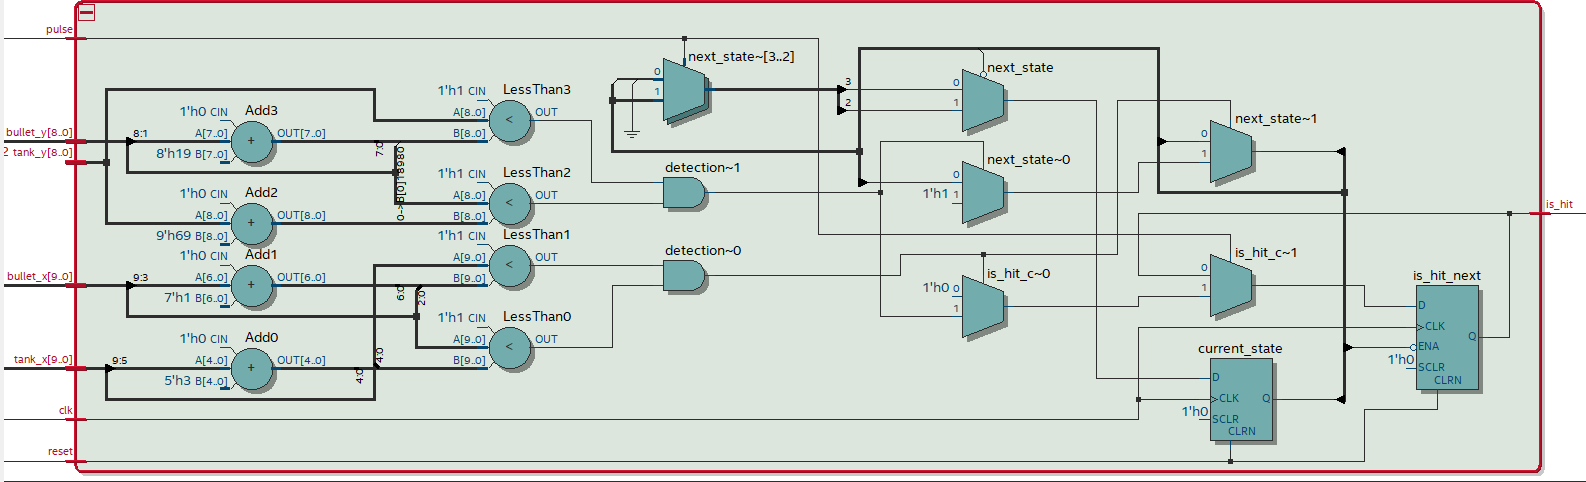 pulse
bullet_y[8..0]
2 tank_y[8..0]
bullet_x[9..0]
tank_x[9..0]
clk
reset
8:1
9:3
9:5
1'h0 CIN
Add3
A[7..0]
OUT[7..0]
8'h19 B[7..0]
1'h0 CIN
Add2
A[8..0]
OUT[8..0]
9'h69 B[8..0]
1'h0 CIN
Add1
A[6..0]
OUT[6..0]
7'h1 B[6..0]
1'h0 CIN
Add0
A[4..0]
OUT[4..0]
5'h3 B[4..0]
7:0
6:0
2:0
4:0
4:0
1'h1 CIN
LessThan3
A[8..0]
OUT
B[8..0]
<
1'h1 CIN
LessThan2
A[8..0]
OUT
B[8..0]
<
1'h1 CIN
LessThan1
A[9..0]
OUT
B[9..0]
<
1'h1 CIN
LessThan0
A[9..0]
OUT
B[9..0]
<
detection~1
detection~0
next_state~[3..2]
0
1
3
2
next_state
0
1
next_state~0
0
1'h1 1
is_hit_c~0
1'h0 0
1
next_state~1
0
1
is_hit_c~1
0
1
current_state
D
CLK
Q
1'h0
SCLR
CLRN
is_hit_next
D
CLK
Q
ENA
1'h0
SCLR
CLRN
is_hit